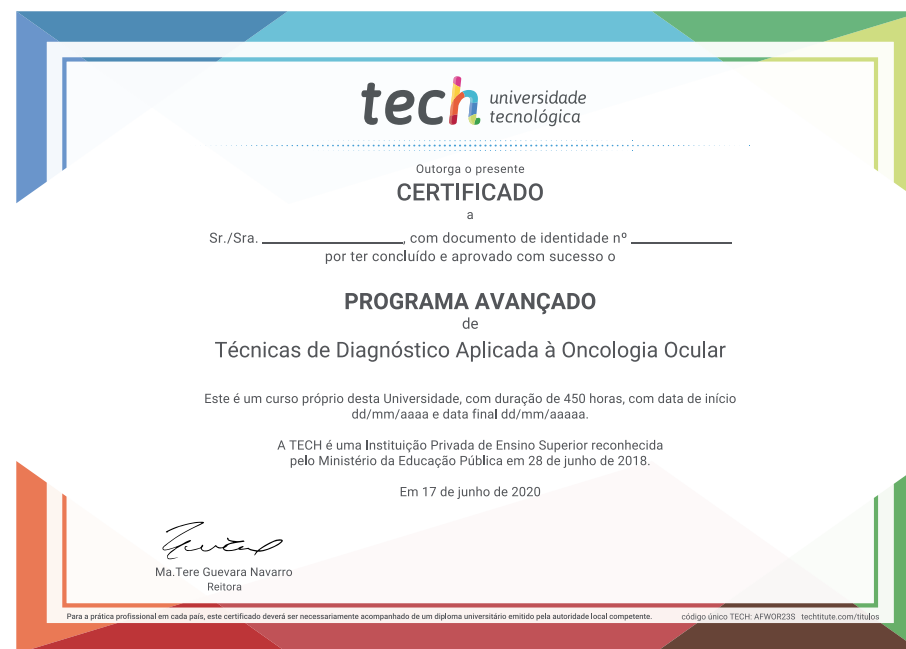 tech universidade
tecnológica
Outorga o presente
CERTIFICADO
a
Sr./Sra. ________________, com documento de identidade nº ____________
por ter concluído e aprovado com sucesso o
PROGRAMA AVANÇADO
de
Técnicas de Diagnóstico Aplicada à Oncologia Ocular
Este é um curso próprio desta Universidade, com duração de 450 horas, com data de início
dd/mm/aaaa e data final dd/mm/aaaaa.
A TECH é uma Instituição Privada de Ensino Superior reconhecida
pelo Ministério da Educação Pública em 28 de junho de 2018.
Em 17 de junho de 2020
Ma.Tere Guevara Navarro
Reitora
Para a prática profissional em cada país, este certificado deverá ser necessariamente acompanhado de um diploma universitário emitido pela autoridade local competente. código único TECH: AFWOR23S techtitute.com/titulos